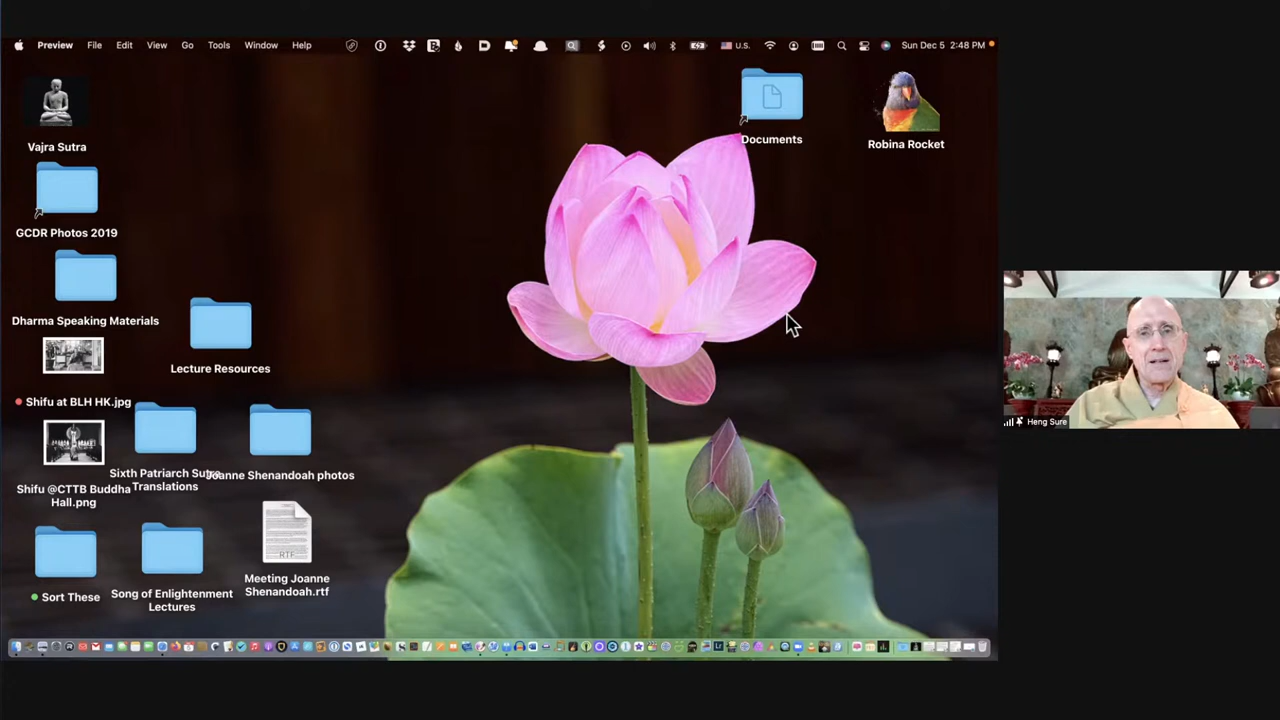 Preview File Edit View Go Tools Window Help U.S. Sun Dec 5 2:48 PM
Vajra Sutra
Documents
Robina Rocket
GCDR Photos 2019
Dharma Speaking Materials
Lecture Resources
Shifu at BLH HK.jpg
Sixth Patriarch Sutra
Translations
Joanne Shenandoah photos
Shifu @CTTB Buddha
Hall.png
RTF
Meeting Joanne
Shenandoah.rtf
Sort These
Song of Enlightenment
Lectures
Heng Sure